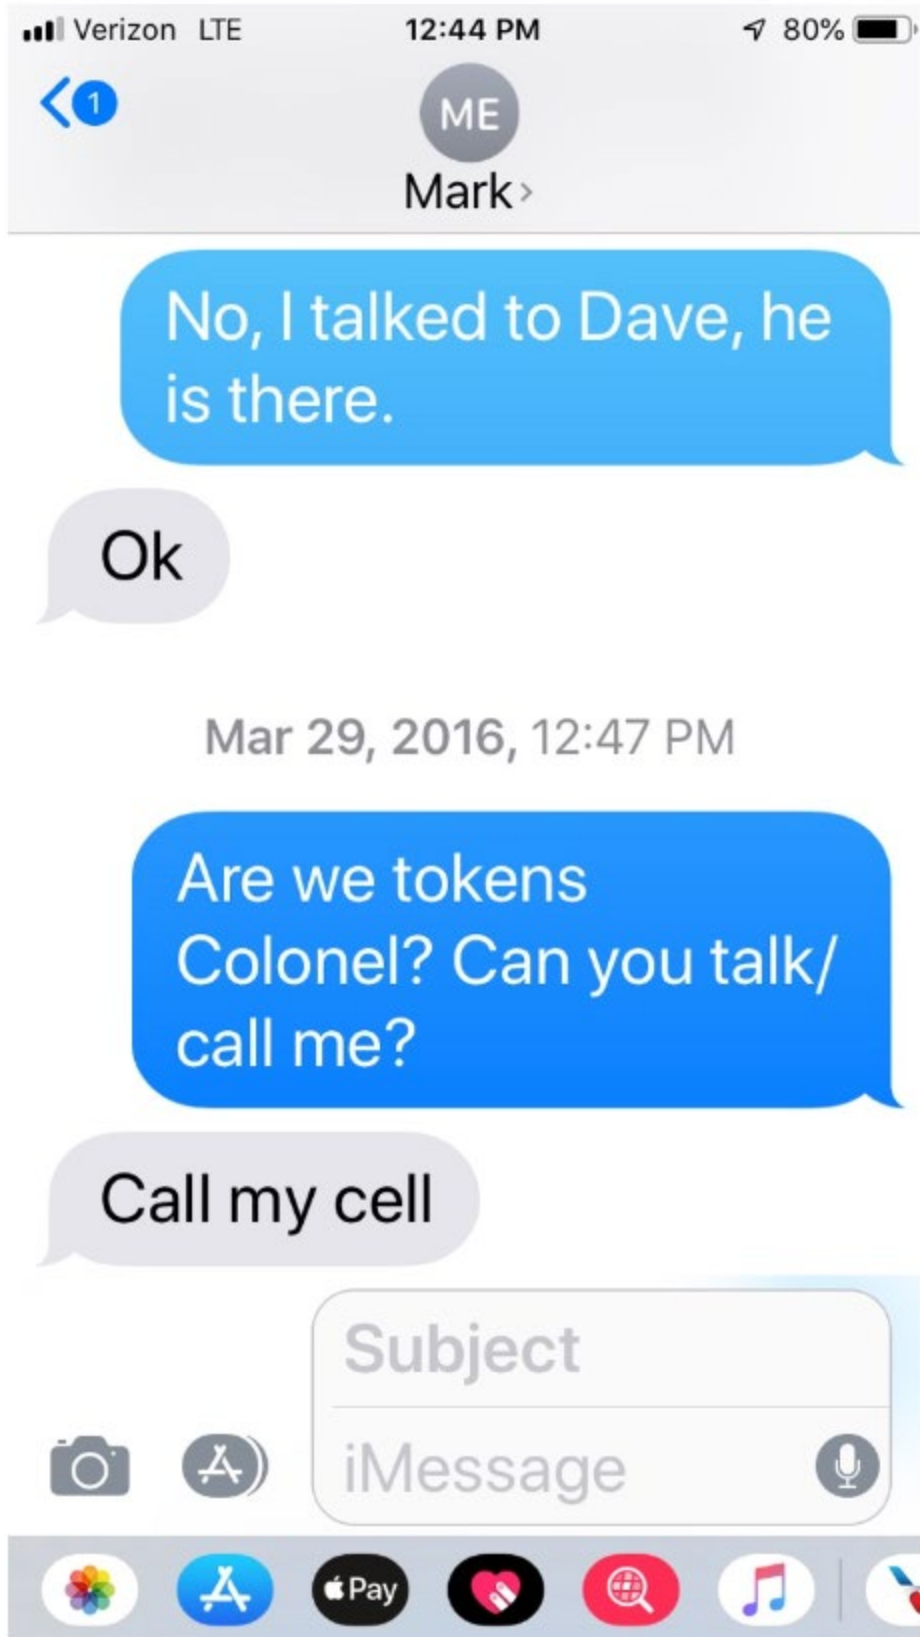 Verizon LTE 12:44 PM 80%
1
ME
Mark
No, I talked to Dave, he
is there.
Ok
Mar 29, 2016, 12:47 PM
Are we tokens
Colonel? Can you talk/
call me?
Call my cell
Subject
iMessage
Pay